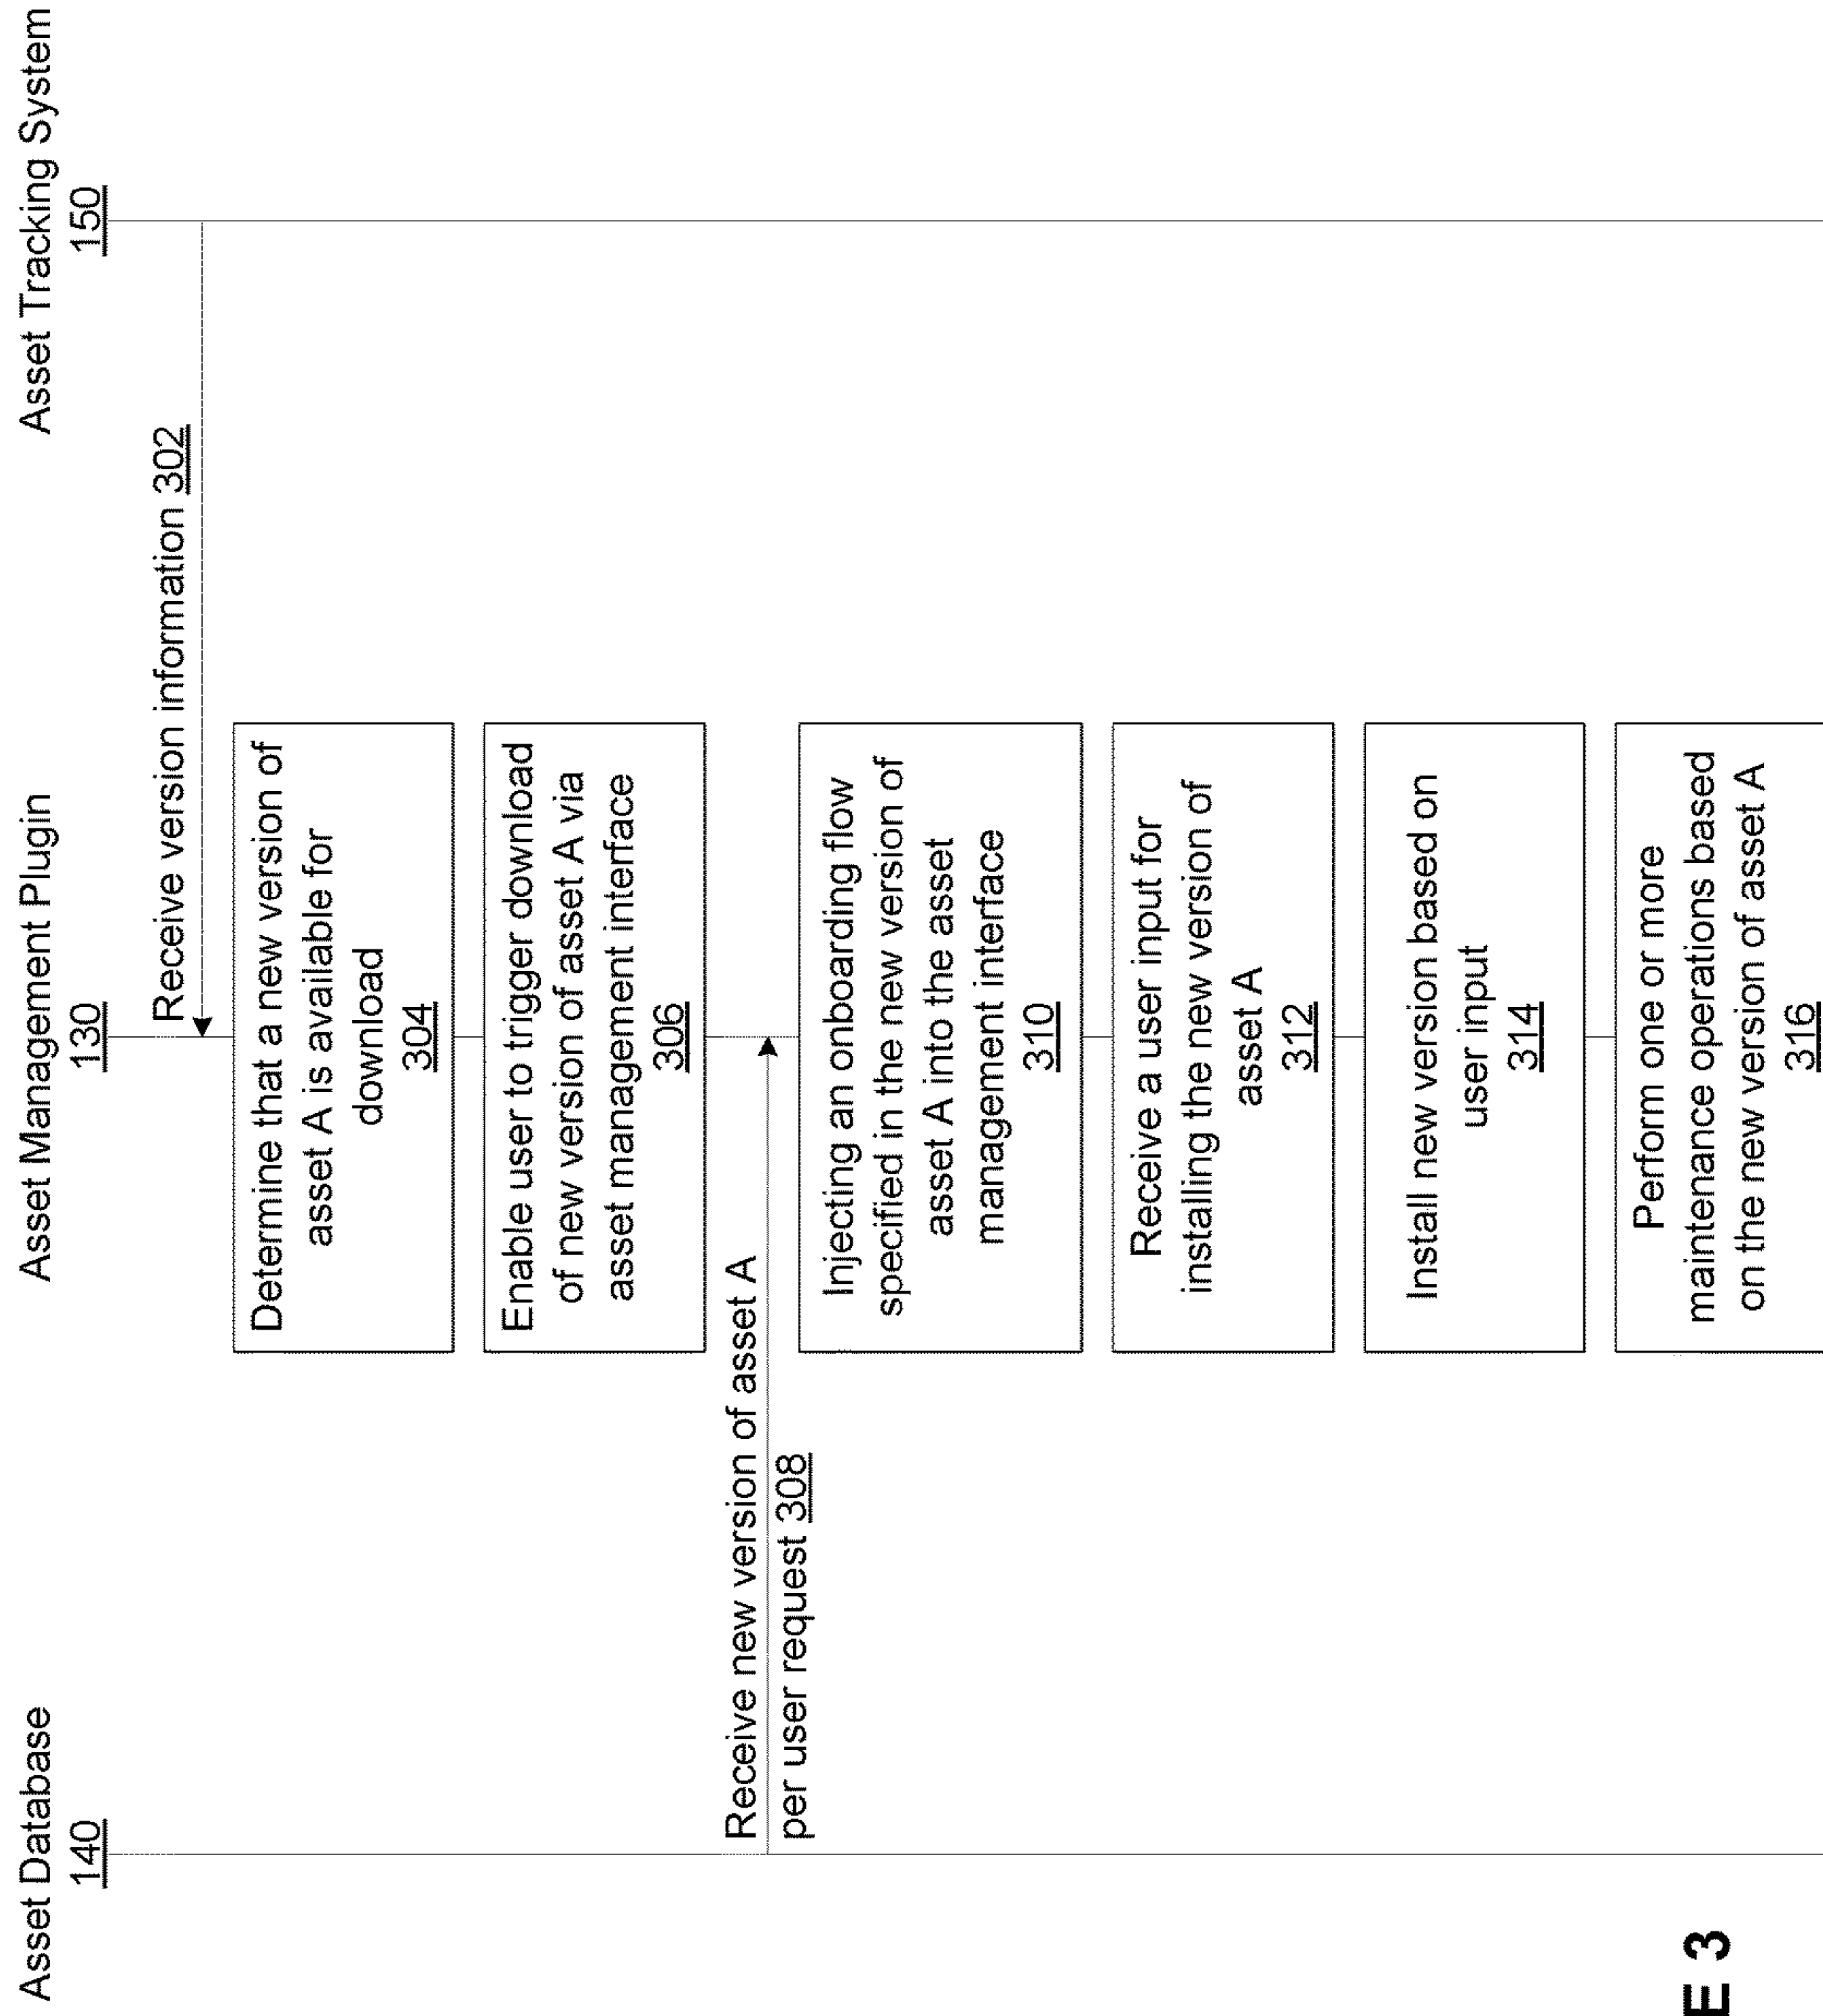 Asset Database
140
Asset Management Plugin
130
Asset Tracking System
150
Receive version information 302
Determine that a new version of
asset A is available for
download
304
Enable user to trigger download
of new version of asset A via
asset management interface
306
Receive new version of asset A
per user request 308
Injecting an onboarding flow
specified in the new version of
asset A into the asset
management interface
310
Receive a user input for
installing the new version of
asset A
312
Install new version based on
user input
314
Perform one or more
maintenance operations based
on the new version of asset A
316
E 3